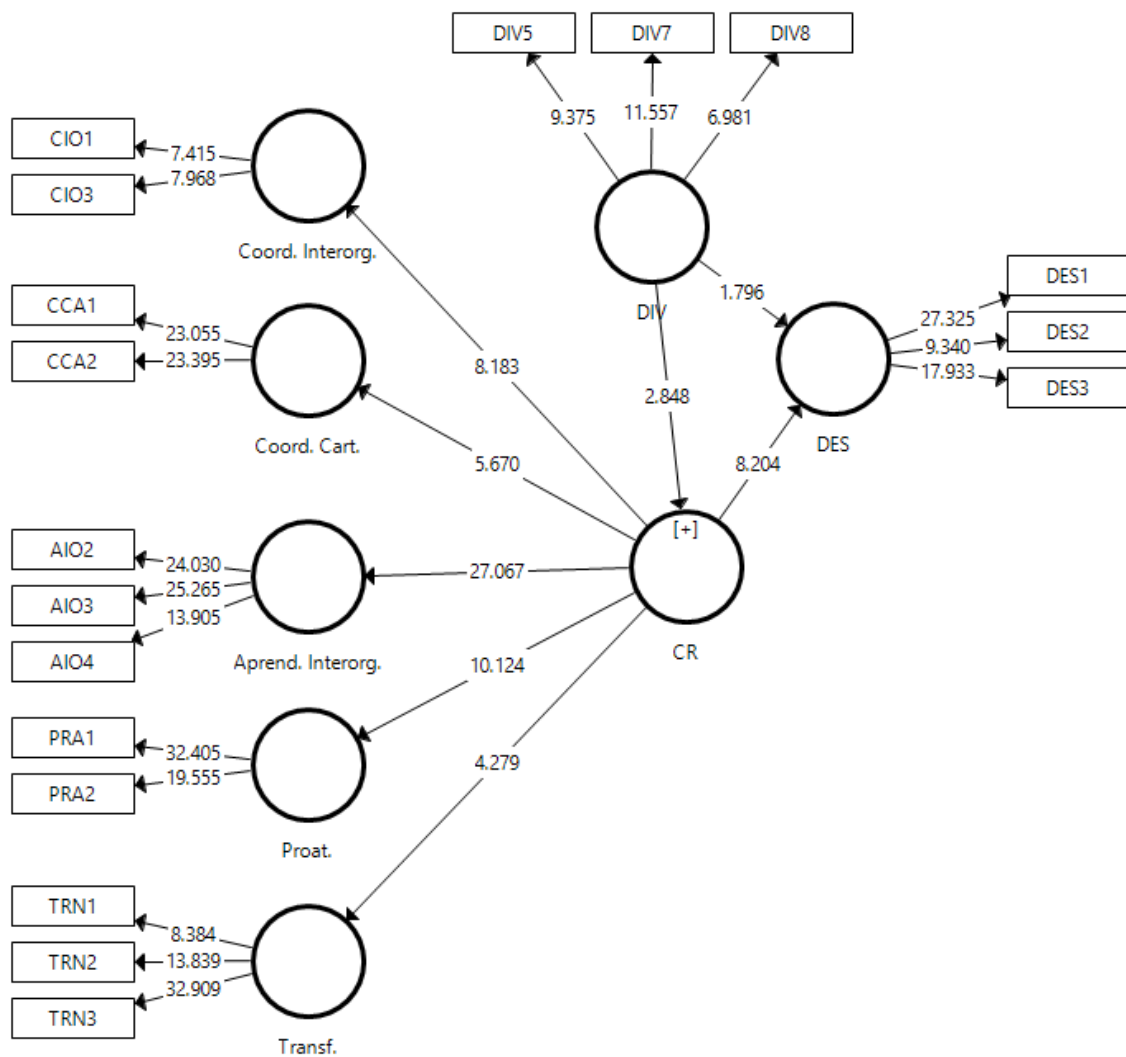 DIV5
DIV7
DIV8
9.375
11.557
6.981
CIO1
CIO3
7.415
7.968
Coord. Interorg.
CCA1
CCA2
23.055
23.395
Coord. Cart.
DIV
1.796
DES1
DES2
DES3
27.325
9.340
17.933
DES
8.183
2.848
5.670
8.204
[+]
CR
AIO2
AIO3
AIO4
24.030
25.265
13.905
27.067
Aprend. Interorg.
10.124
PRA1
PRA2
32.405
19.555
Proat.
4.279
TRN1
TRN2
TRN3
8.384
13.839
32.909
Transf.